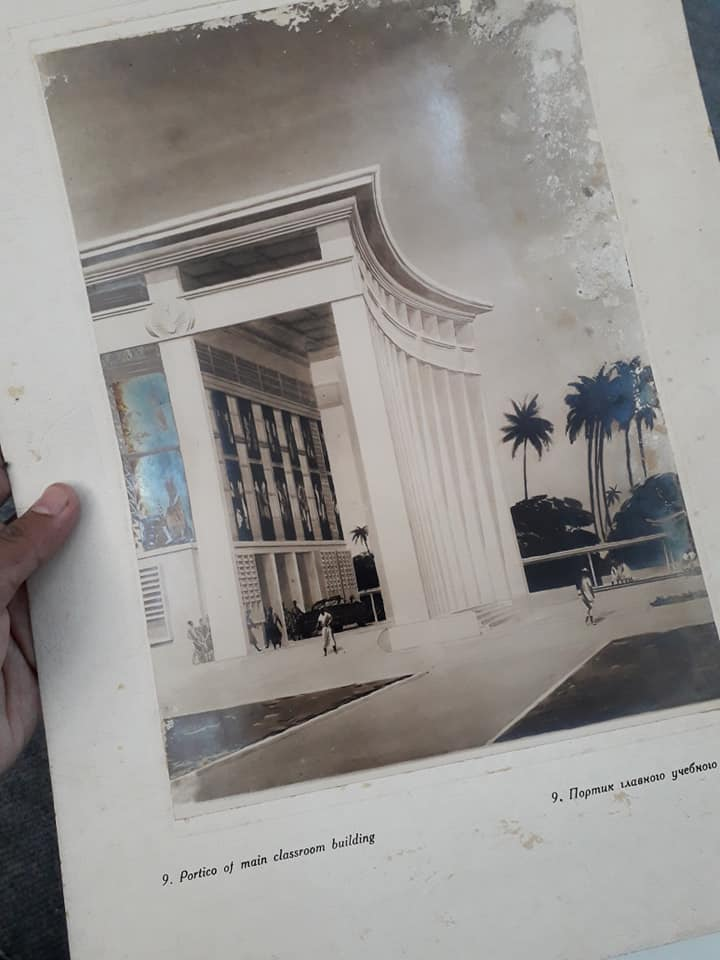 9. Portico of main classroom building
9. Портик главного учебного